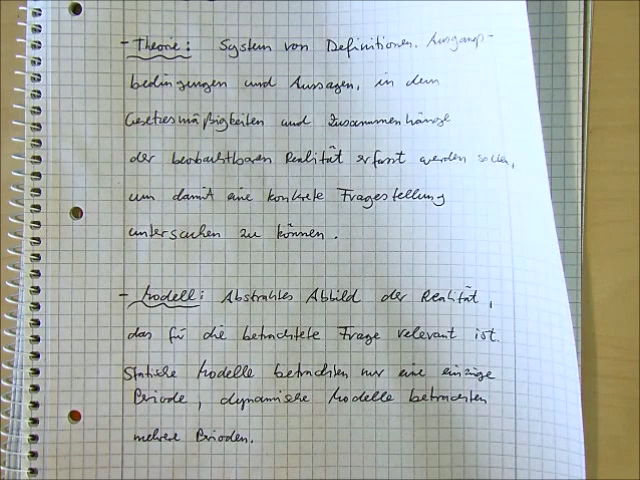 - Theorie: System von Definitionen, Ausgangs-
bedingungen und Aussagen, in dem
Gesetzesmäßigkeiten und Zusammenhänge
der beobachtbaren Realität erfasst werden sollen,
um damit eine konkrete Fragestellung
untersuchen zu können.
- Modell: Abstraktes Abbild der Realität,
das für die betrachtete Frage relevant ist.
Statische Modelle betrachten nur eine einzige
Periode, dynamische Modelle betrachten
mehrere Perioden.